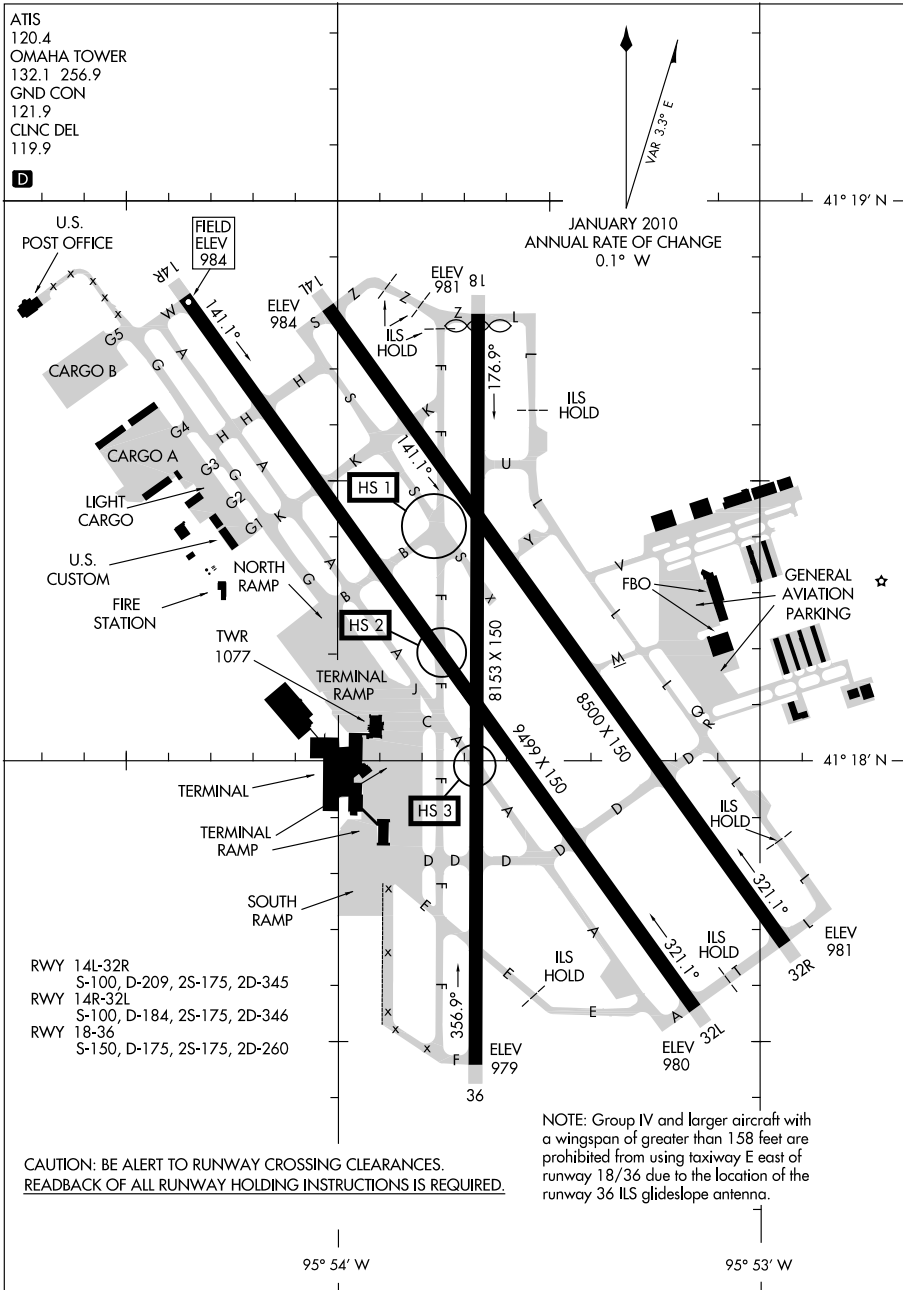 ATIS
120.4
OMAHA TOWER
132.1 256.9
GND CON
121.9
CLNC DEL
119.9
D
VAR 3.3° E
JANUARY 2010
ANNUAL RATE OF CHANGE
0.1° W
41° 19' N
U.S.
POST OFFICE
FIELD
ELEV
984
14R
141.1°
14L
ELEV
984
ELEV
981
18
ILS
HOLD
176.9°
ILS
HOLD
Z
Z
Z
L
S
W
A
G5
G
CARGO B
H
H
H
S
F
K
F
F
L
141.1°
U
G4
CARGO A
G3
G
A
K
S
HS 1
LIGHT
CARGO
G2
G1
K
U.S.
CUSTOM
NORTH
RAMP
A
G
B
B
S
X
F
F
L
Y
V
L
FBO
GENERAL
AVIATION
PARKING
FIRE
STATION
HS 2
TWR
1077
TERMINAL
RAMP
A
J
C
F
8153 X 150
8500 X 150
9499 X 150
W
L
Q
R
41° 18' N
A
F
HS 3
TERMINAL
TERMINAL
RAMP
A
D
D
D
D
D
D
L
ILS
HOLD
SOUTH
RAMP
F
E
E
E
A
ILS
HOLD
321.1°
321.1°
ILS
HOLD
T
L
L
ELEV
981
32R
A
32L
ELEV
980
356.9°
F
F
ELEV
979
36
x x x x x
x x x x x
RWY 14L-32R
S-100, D-209, 2S-175, 2D-345
RWY 14R-32L
S-100, D-184, 2S-175, 2D-346
RWY 18-36
S-150, D-175, 2S-175, 2D-260
NOTE: Group IV and larger aircraft with
a wingspan of greater than 158 feet are
prohibited from using taxiway E east of
runway 18/36 due to the location of the
runway 36 ILS glideslope antenna.
CAUTION: BE ALERT TO RUNWAY CROSSING CLEARANCES.
READBACK OF ALL RUNWAY HOLDING INSTRUCTIONS IS REQUIRED.
95° 54' W
95° 53' W